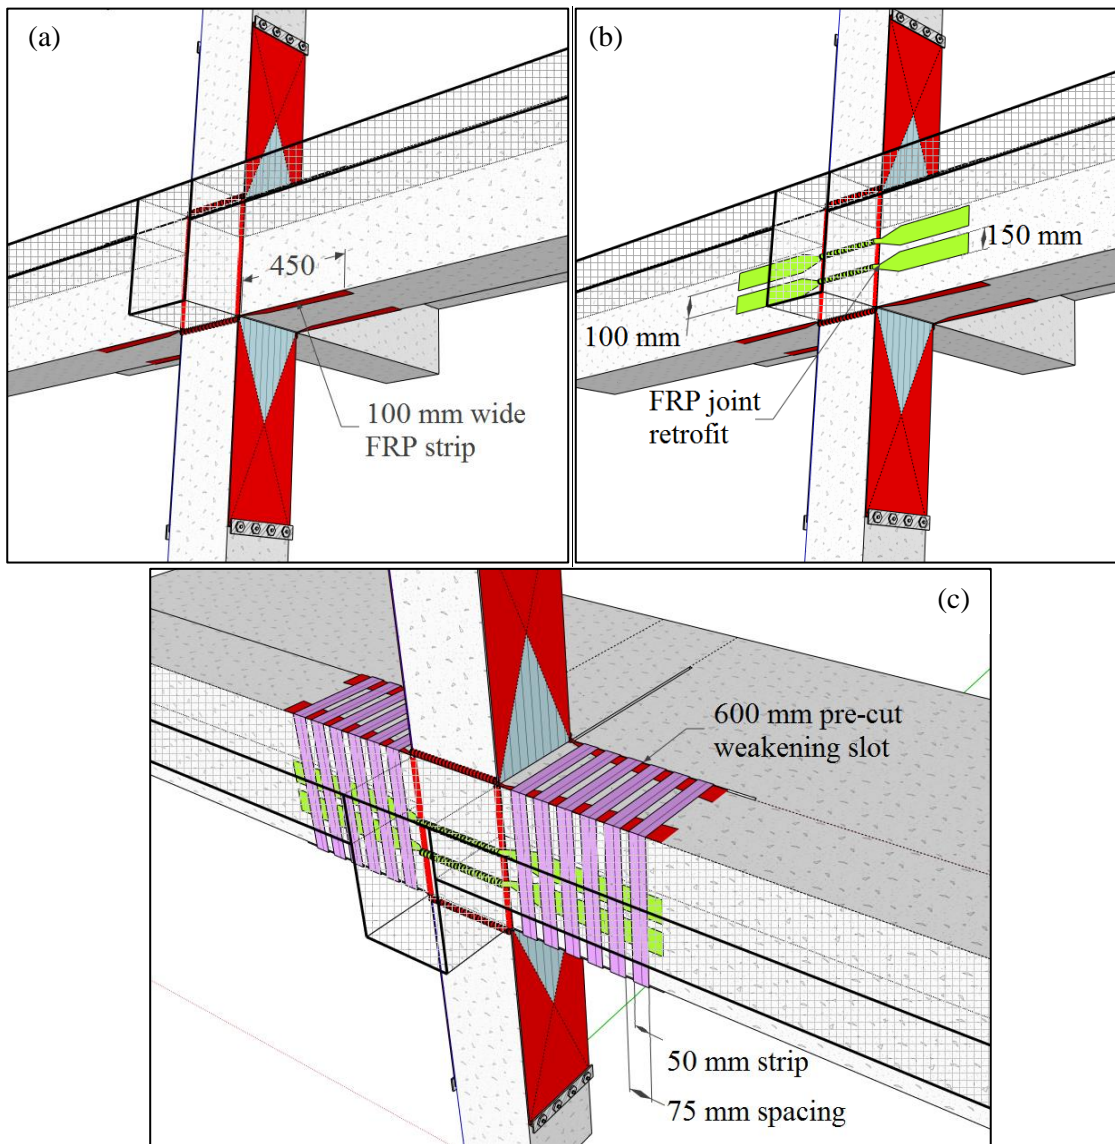 (a)
450
100 mm wide
FRP strip
(b)
150 mm
100 mm
FRP joint
retrofit
(c)
600 mm pre-cut
weakening slot
50 mm strip
75 mm spacing